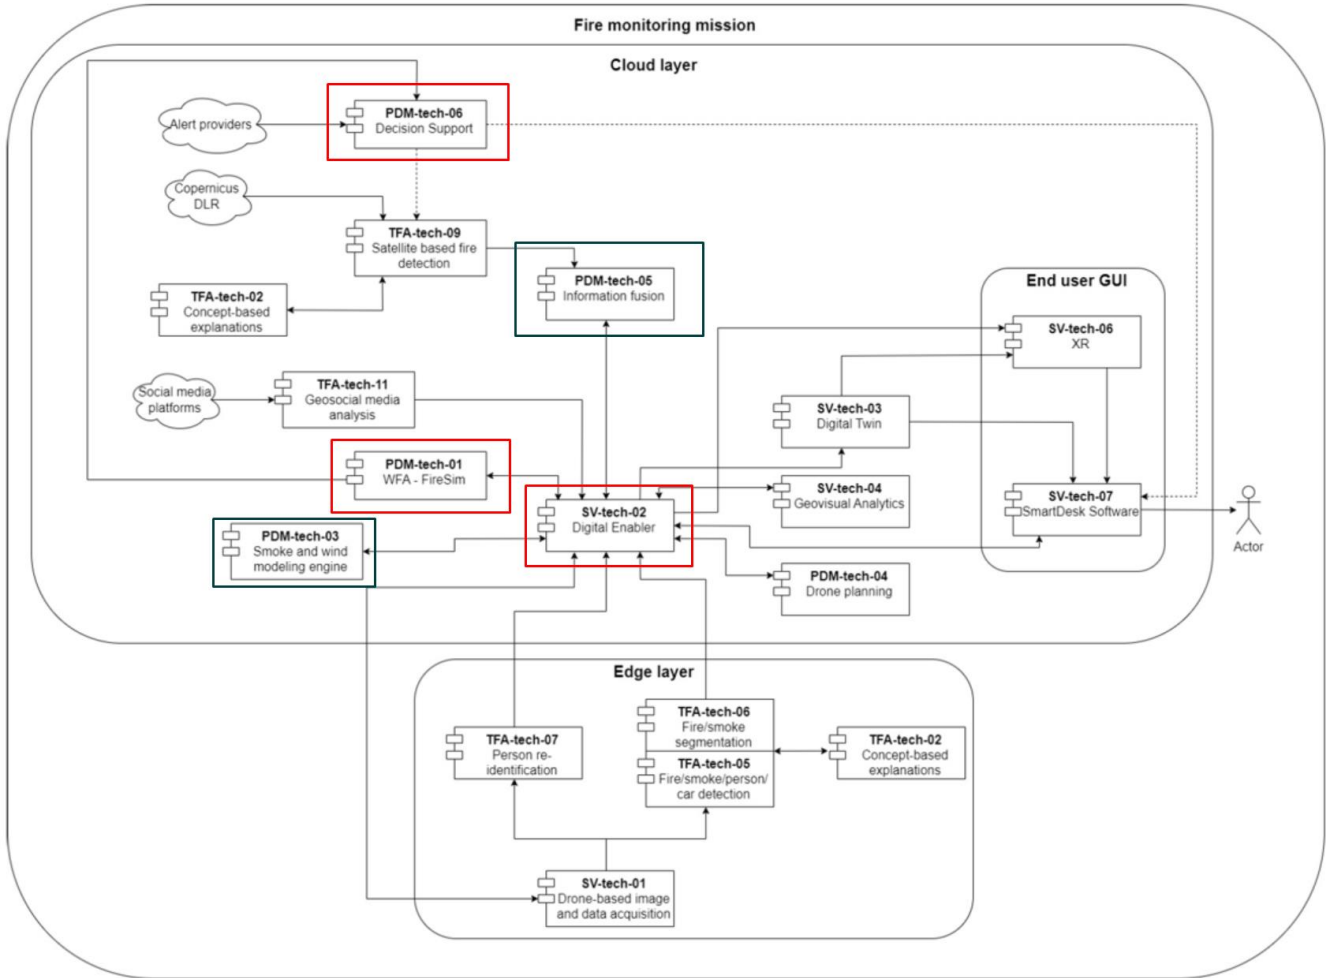 Fire monitoring mission
Cloud layer
PDM-tech-06
Decision Support
Alert providers
Copernicus
DLR
TFA-tech-09
Satellite based fire
detection
PDM-tech-05
Information fusion
TFA-tech-02
Concept-based
explanations
End user GUI
SV-tech-06
XR
Social media
platforms
TFA-tech-11
Geosocial media
analysis
SV-tech-03
Digital Twin
PDM-tech-01
WFA - FireSim
SV-tech-04
Geovisual Analytics
SV-tech-07
SmartDesk Software
SV-tech-02
Digital Enabler
PDM-tech-03
Smoke and wind
modeling engine
Actor
PDM-tech-04
Drone planning
Edge layer
TFA-tech-07
Person re-
identification
TFA-tech-06
Fire/smoke
segmentation
TFA-tech-05
Fire/smoke/person/
car detection
TFA-tech-02
Concept-based
explanations
SV-tech-01
Drone-based image
and data acquisition